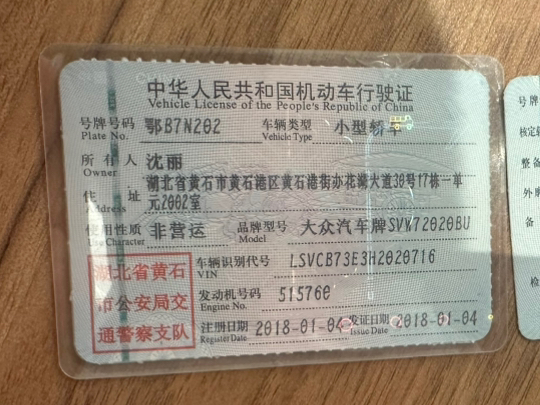 中华人民共和国机动车行驶证
Vehicle License of the People's Republic of China
号牌号码 鄂B7N202 车辆类型 小型轿车
Plate No. Vehicle Type
所有人 沈丽
Owner
住址 湖北省黄石市黄石港区黄石港街办花湖大道30号17栋一单
Address 元2002室
使用性质 非营运 品牌型号 大众汽车牌SVW72020BU
Use Character Model
湖北省黄石
市公安局交
通警察支队
车辆识别代号 LSVCB73E3H2020716
VIN
发动机号码 515760
Engine No.
注册日期 2018-01-04 发证日期 2018-01-04
Register Date Issue Date
号牌
核定
整备
外廓
备
检